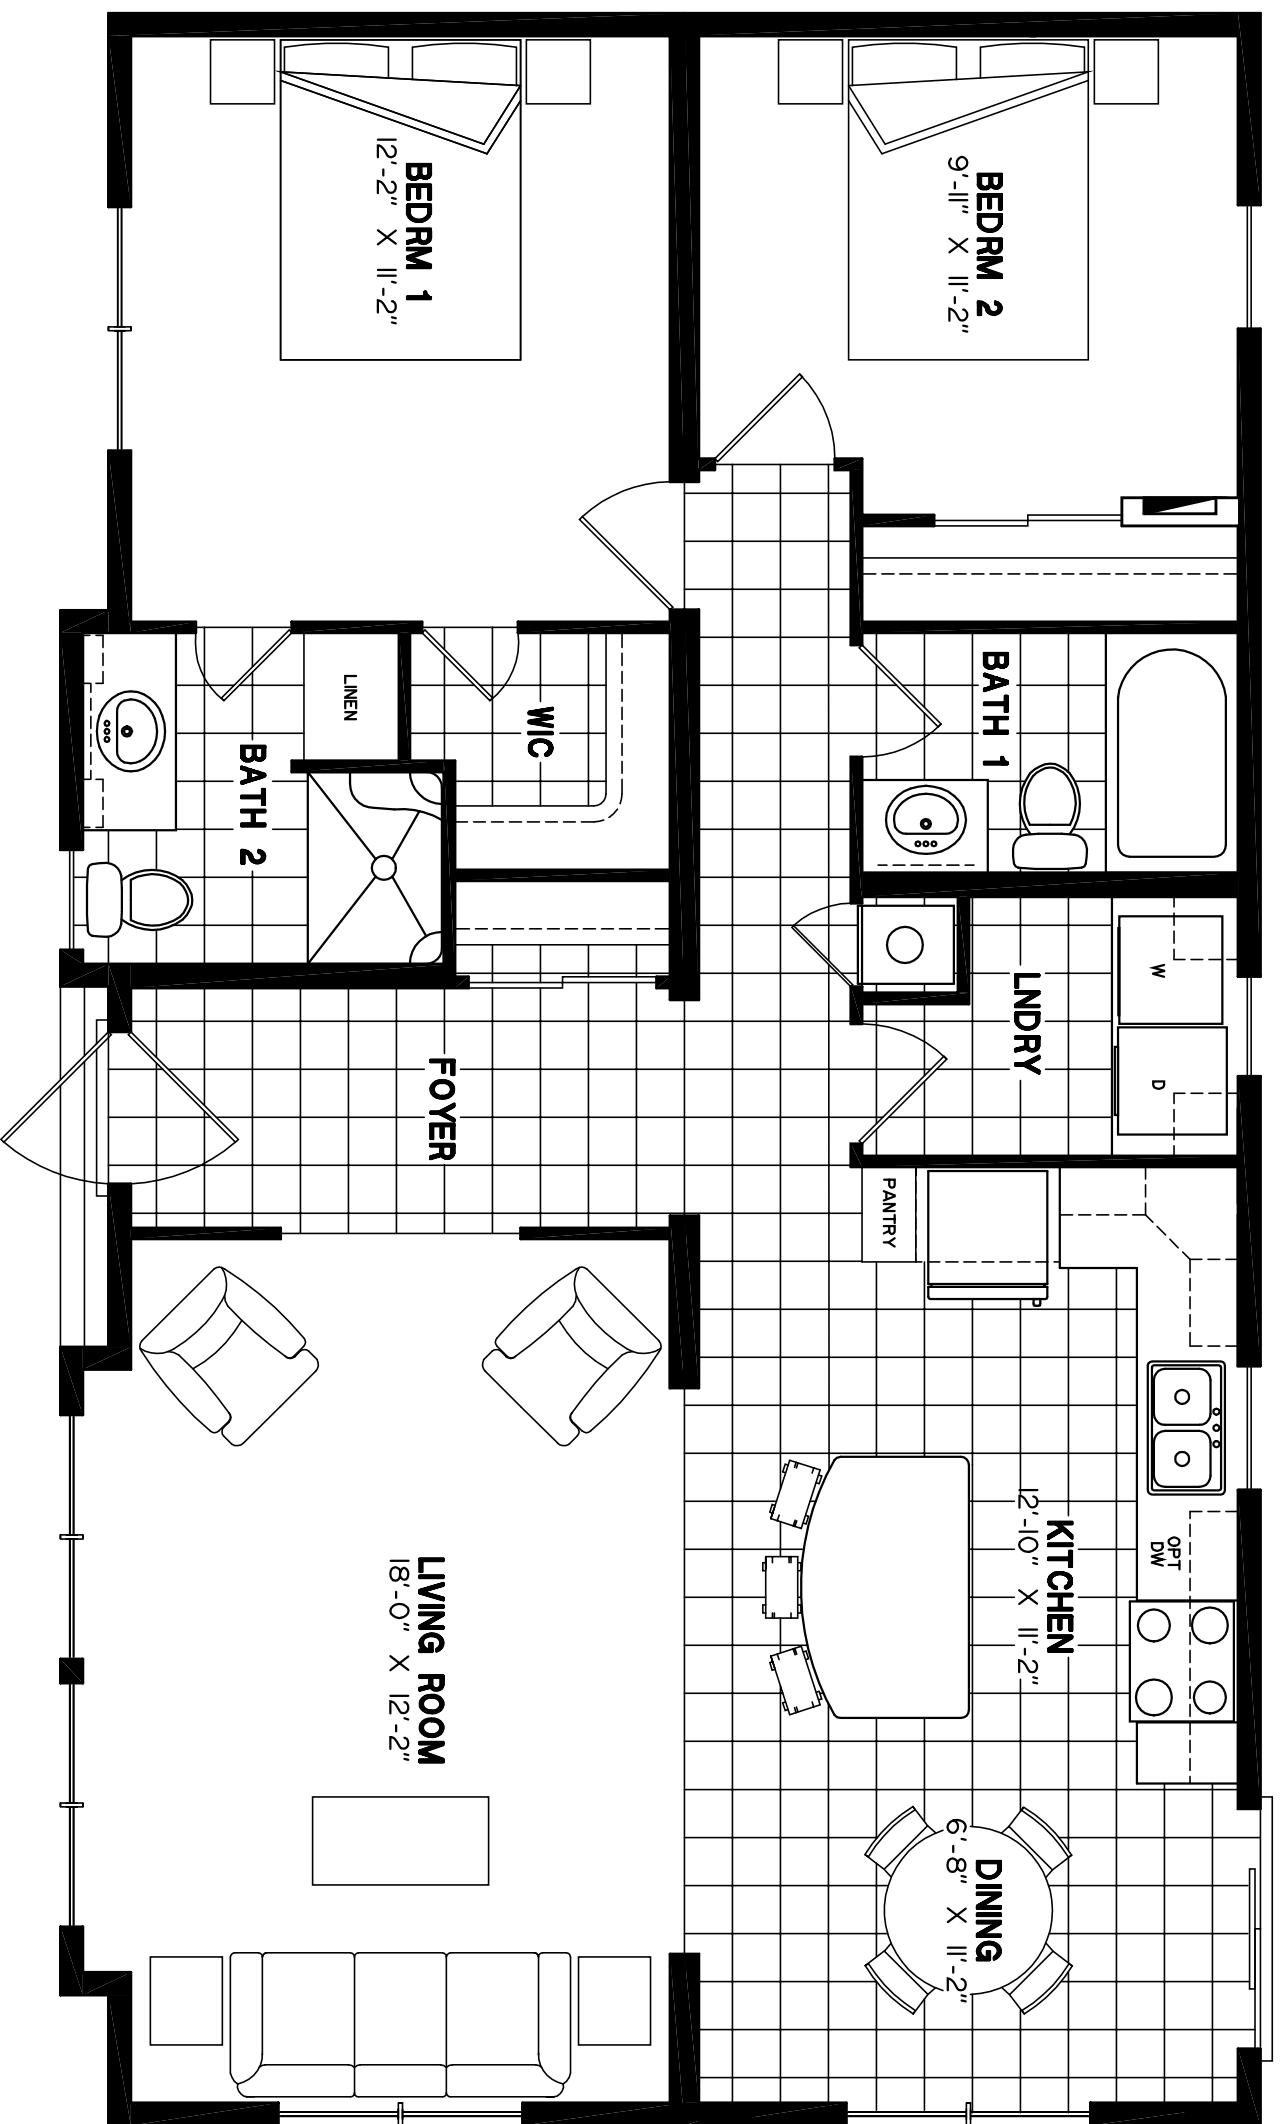 BEDRM 1
12'-2" X 11'-2"
BEDRM 2
9'-11" X 11'-2"
LINEN
WIC
BATH 1
BATH 2
W
LNDRY
D
FOYER
PANTRY
KITCHEN
12'-10" X 11'-2"
OPT
DW
LIVING ROOM
18'-0" X 12'-2"
DINING
6'-8" X 11'-2"